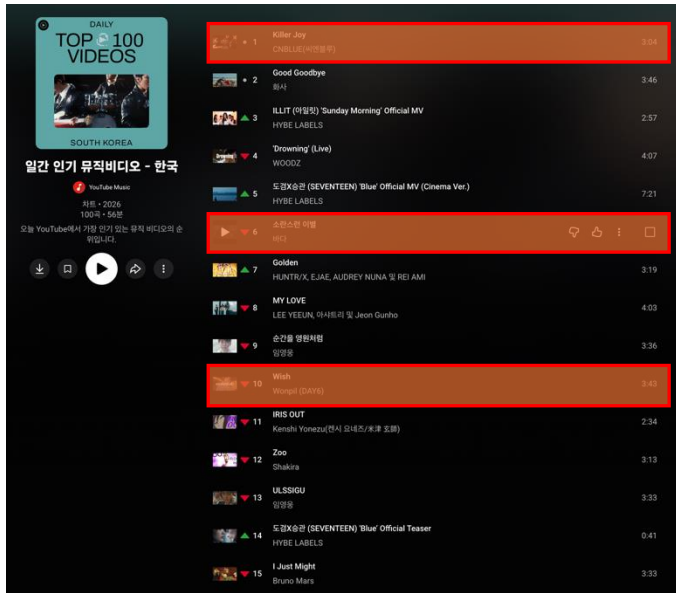 DAILY
TOP 100
VIDEOS
SOUTH KOREA
일간 인기 뮤직비디오 - 한국
YouTube Music
차트 • 2026
100곡 • 56분
오늘 YouTube에서 가장 인기 있는 뮤직 비디오의 순
위입니다.
1 Killer Joy 3:04
CNBLUE(씨엔블루)
2 Good Goodbye 3:46
화사
3 ILLIT (아일릿) 'Sunday Morning' Official MV 2:57
HYBE LABELS
4 'Drowning' (Live) 4:07
WOODZ
5 도겸X승관 (SEVENTEEN) 'Blue' Official MV (Cinema Ver.) 7:21
HYBE LABELS
6 소란스런 이별
바다
7 Golden 3:19
HUNTR/X, EJAE, AUDREY NUNA 및 REI AMI
8 MY LOVE 4:03
LEE YEEUN, 아샤트리 및 Jeon Gunho
9 순간을 영원처럼 3:36
임영웅
10 Wish 3:43
Wonpil (DAY6)
11 IRIS OUT 2:34
Kenshi Yonezu(켄시 요네즈/米津 玄師)
12 Zoo 3:13
Shakira
13 ULSSIGU 3:33
임영웅
14 도겸X승관 (SEVENTEEN) 'Blue' Official Teaser 0:41
HYBE LABELS
15 I Just Might 3:33
Bruno Mars